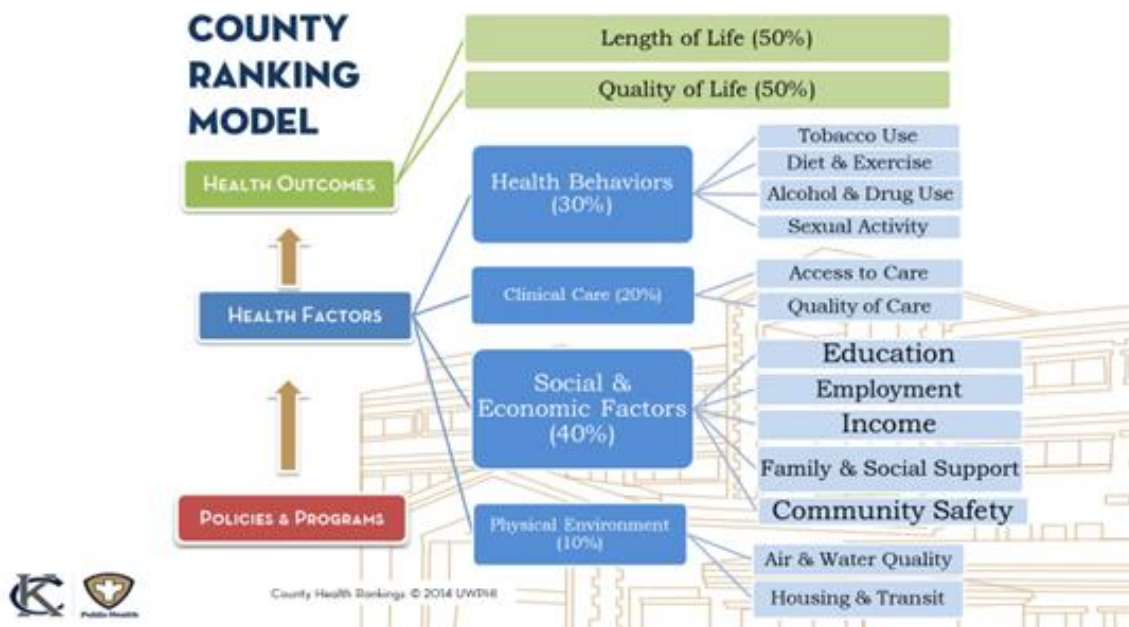 COUNTY
RANKING
MODEL
Length of Life (50%)
Quality of Life (50%)
HEALTH OUTCOMES
Health Behaviors
(30%)
Tobacco Use
Diet & Exercise
Alcohol & Drug Use
Sexual Activity
HEALTH FACTORS
Clinical Care (20%)
Access to Care
Quality of Care
Social &
Economic Factors
(40%)
Education
Employment
Income
Family & Social Support
Community Safety
POLICIES & PROGRAMS
Physical Environment
(10%)
Air & Water Quality
Housing & Transit
KC
Public Health
County Health Rankings © 2014 UWPHI